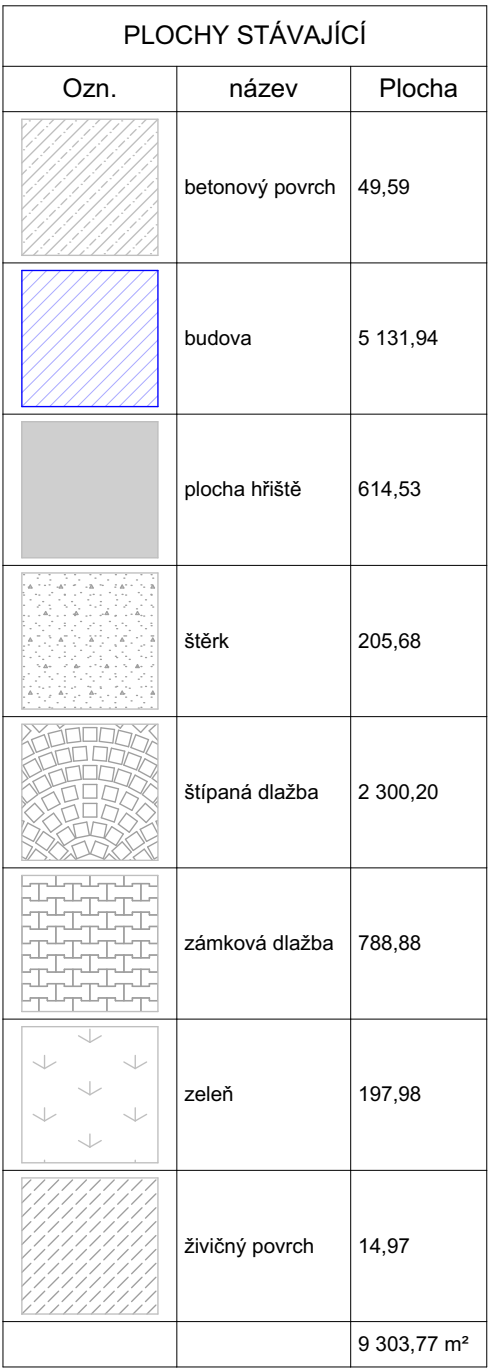 PLOCHY STÁVAJÍCÍ
Ozn. název Plocha
betonový povrch 49,59
budova 5 131,94
plocha hřiště 614,53
štěrk 205,68
štípaná dlažba 2 300,20
zámková dlažba 788,88
zeleň 197,98
živičný povrch 14,97
9 303,77 m²